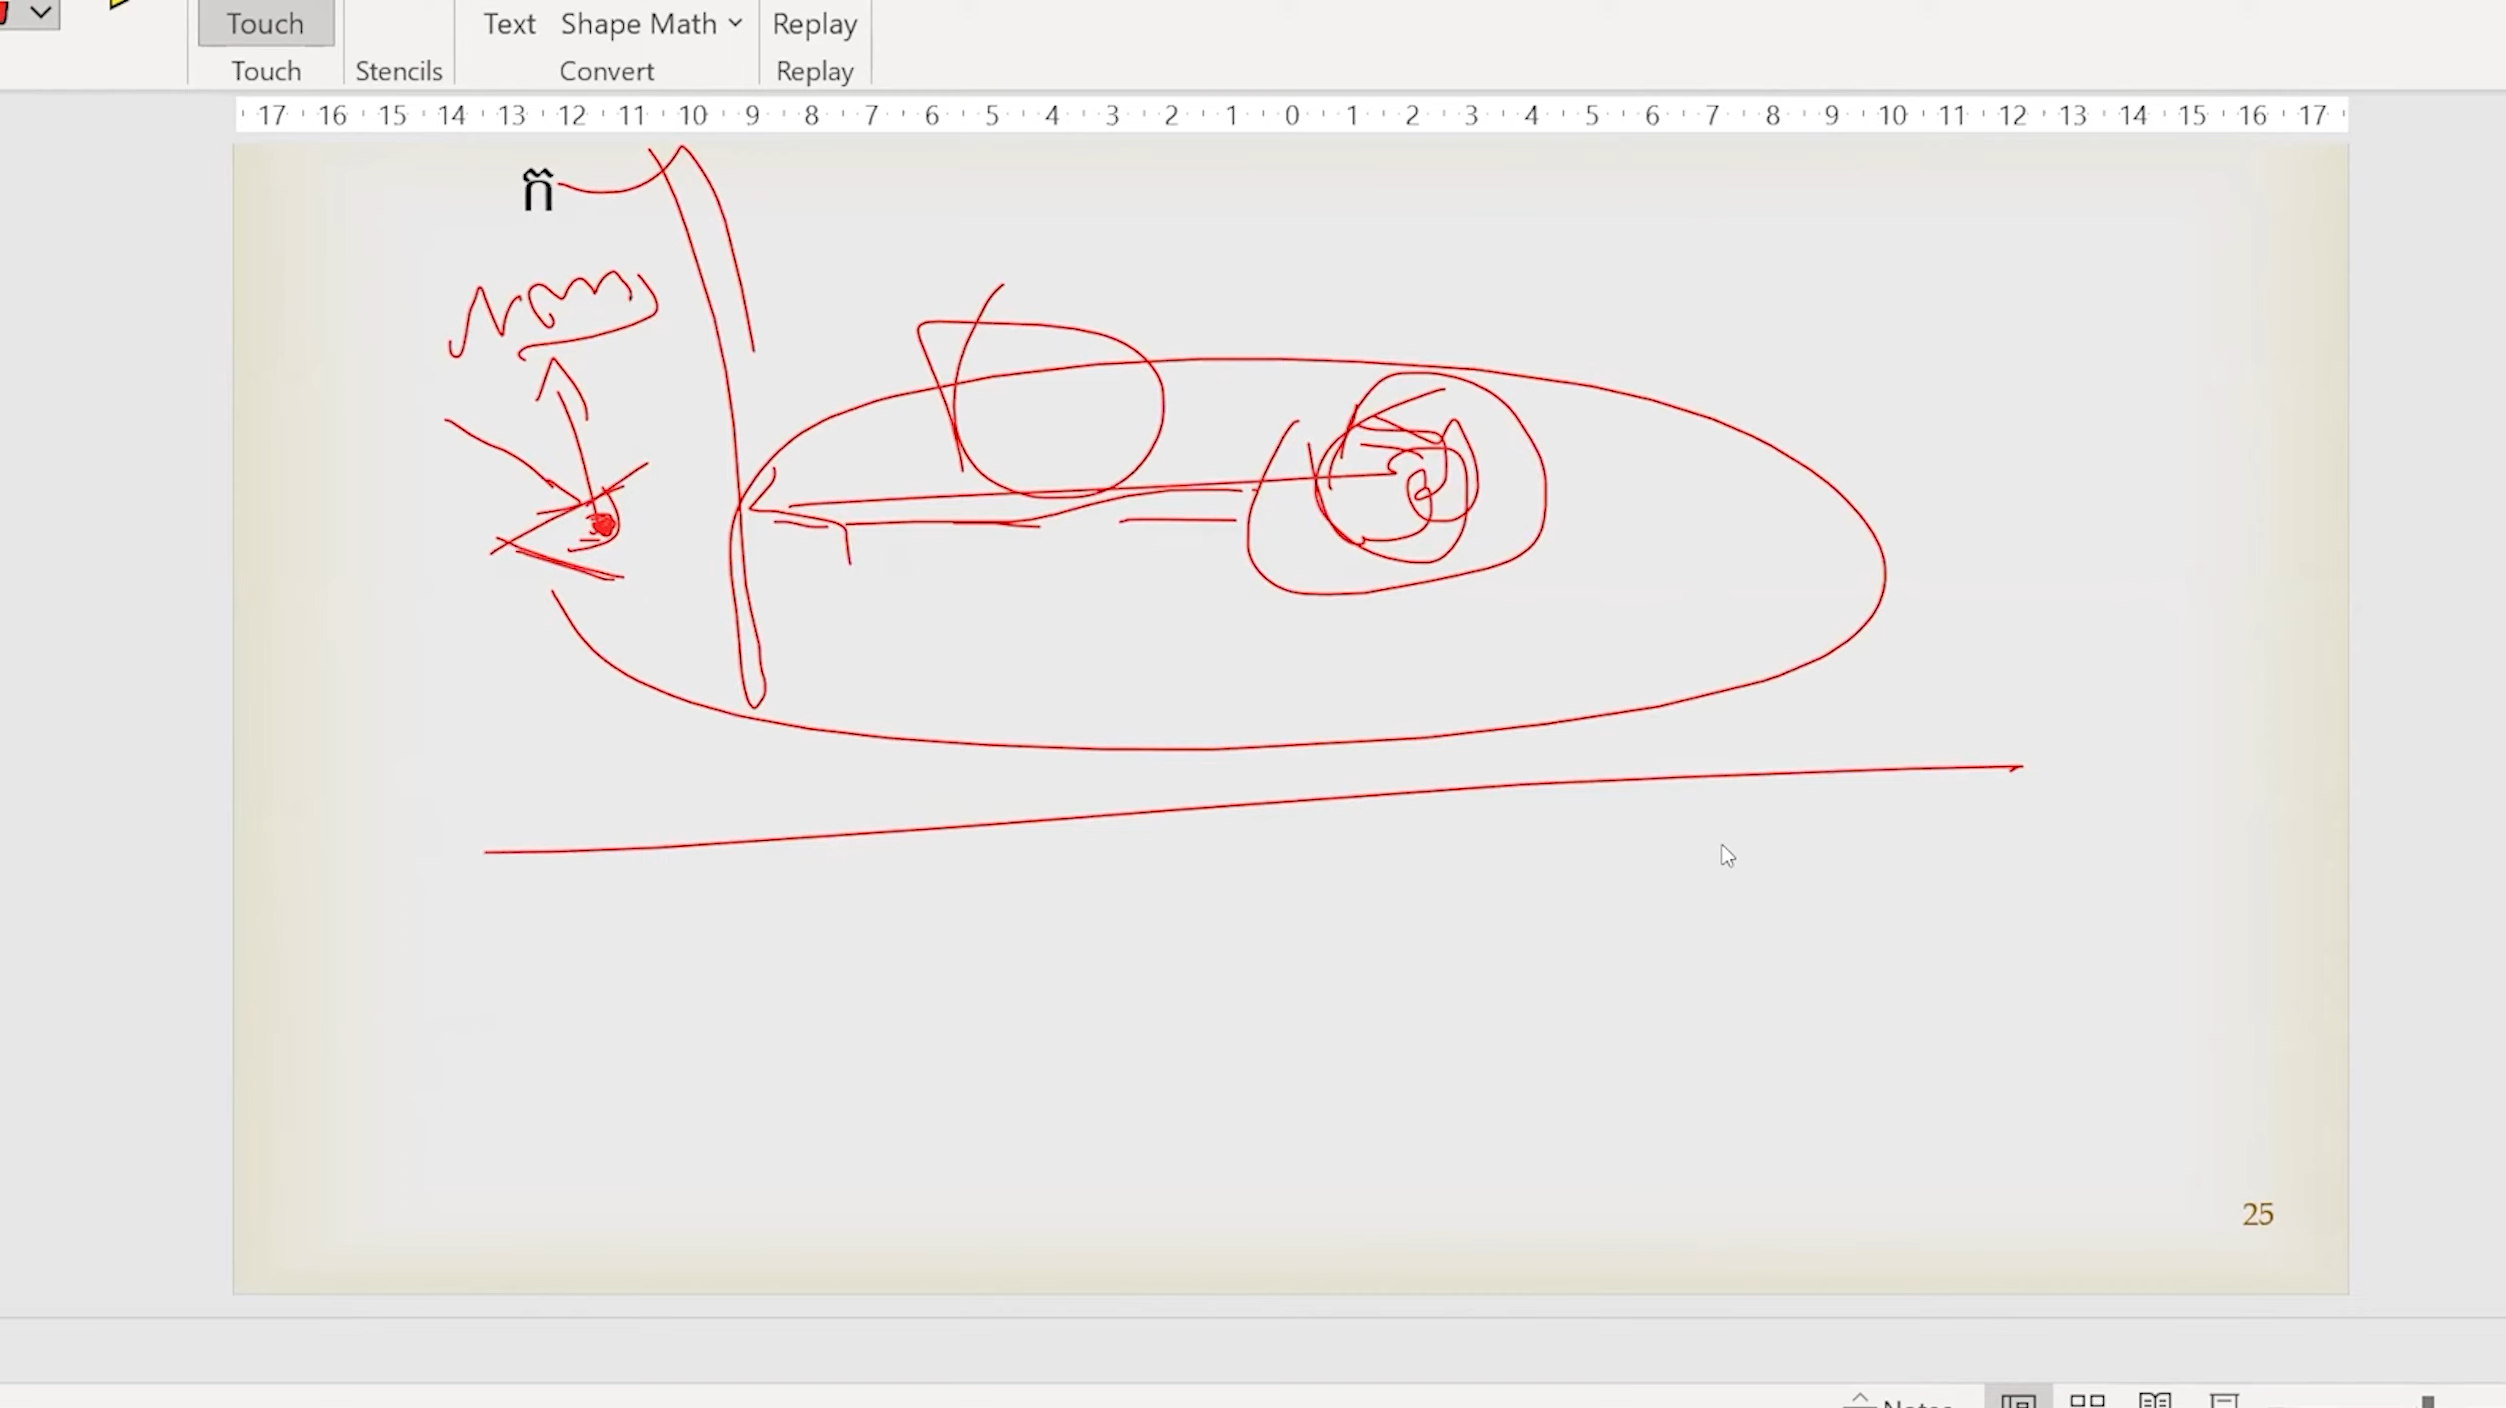 Touch Text Shape Math Replay
Touch Stencils Convert Replay
17 16 15 14 13 12 11 10 9 8 7 6 5 4 3 2 1 0 1 2 3 4 5 6 7 8 9 10 11 12 13 14 15 16 17
ក៏
25
Notes